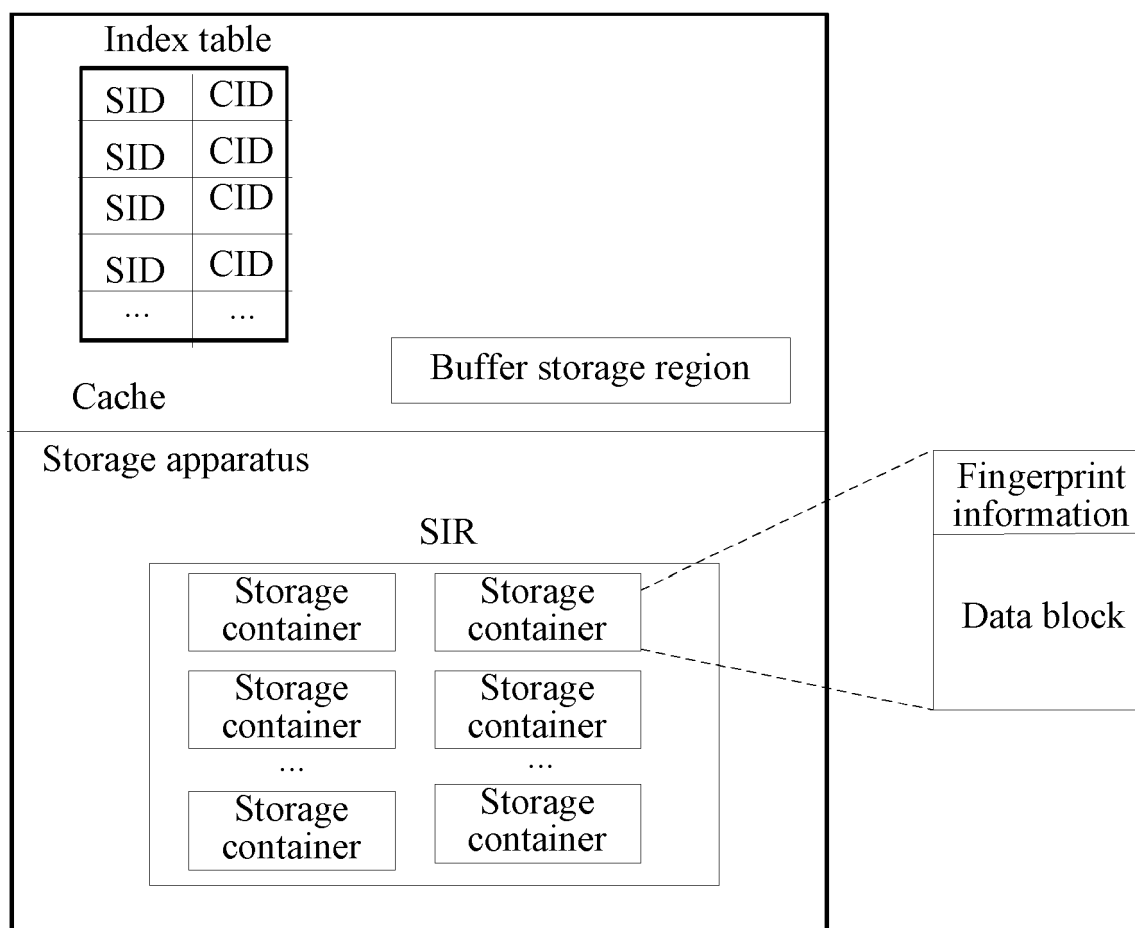 Index table
SID CID
SID CID
SID CID
SID CID
... ...
Buffer storage region
Cache
Storage apparatus
SIR
Storage
container
Storage
container
Storage
container
Storage
container
...
...
Storage
container
Storage
container
Fingerprint
information
Data block